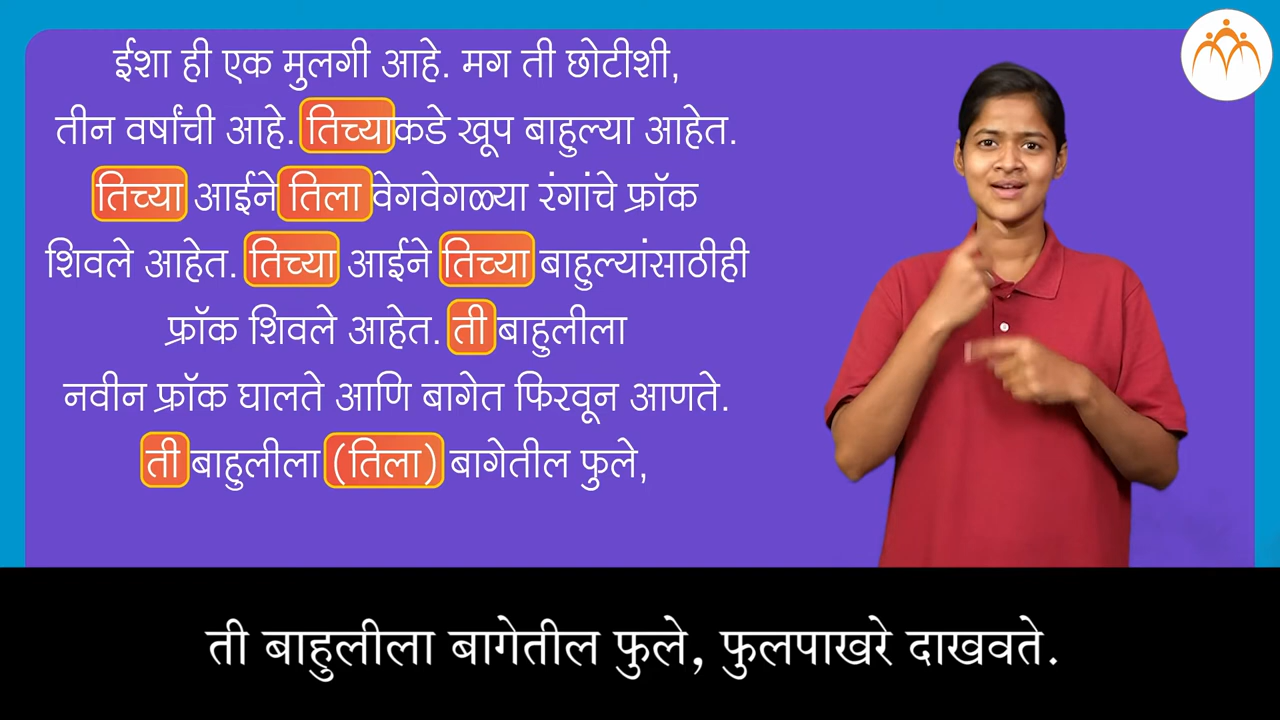 ईशा ही एक मुलगी आहे. मग ती छोटीशी,
तीन वर्षांची आहे. तिच्याकडे खूप बाहुल्या आहेत.
तिच्या आईने तिला वेगवेगळ्या रंगांचे फ्रॉक
शिवले आहेत. तिच्या आईने तिच्या बाहुल्यांसाठीही
फ्रॉक शिवले आहेत. ती बाहुलीला
नवीन फ्रॉक घालते आणि बागेत फिरवून आणते.
ती बाहुलीला (तिला) बागेतील फुले,
ती बाहुलीला बागेतील फुले, फुलपाखरे दाखवते.